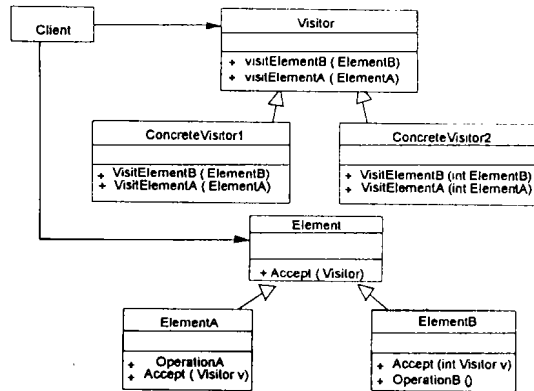 Visitor
Client
+ visitElementB ( ElementB)
+ visitElementA ( ElementA)
ConcreteVisitor1
+ VisitElementB ( ElementB)
+ VisitElementA ( ElementA)
ConcreteVisitor2
+ VisitElementB (int ElementB)
+ VisitElementA (int ElementA)
Element
+ Accept ( Visitor)
ElementA
+ OperationA
+ Accept ( Visitor v)
ElementB
+ Accept (int Visitor v)
+ OperationB ()